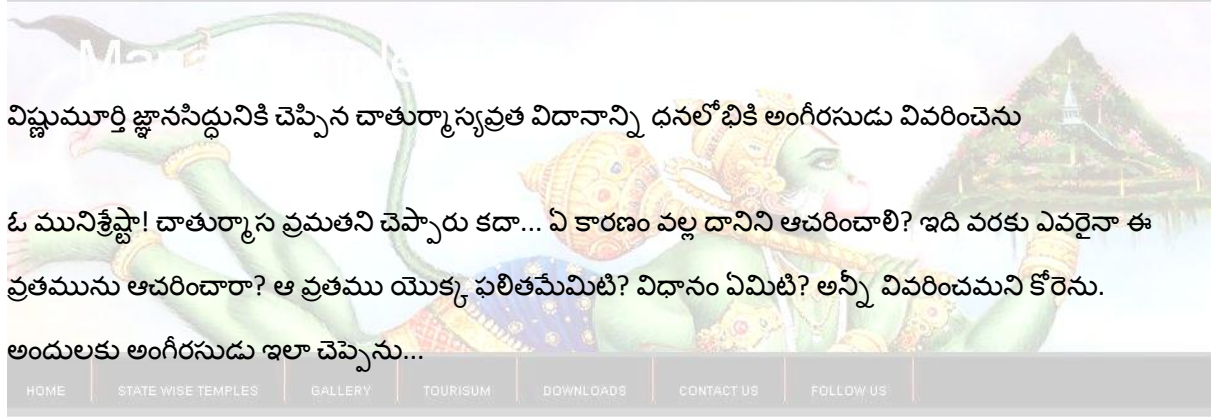 విష్ణుమూర్తి జ్ఞానసిద్ధునికి చెప్పిన చాతుర్మాస్యవ్రత విదానాన్ని ధనలోభికి అంగీరసుడు వివరించెను
ఓ మునిశ్రేష్టా! చాతుర్మాస వ్రమతని చెప్పారు కదా... ఏ కారణం వల్ల దానిని ఆచరించాలి? ఇది వరకు ఎవరైనా ఈ
వ్రతమును ఆచరించారా? ఆ వ్రతము యొక్క ఫలితమేమిటి? విధానం ఏమిటి? అన్నీ వివరించమని కోరెను.
అందులకు అంగీరసుడు ఇలా చెప్పెను...
HOME STATE WISE TEMPLES GALLERY TOURISUM DOWNLOADS CONTACT US FOLLOW US